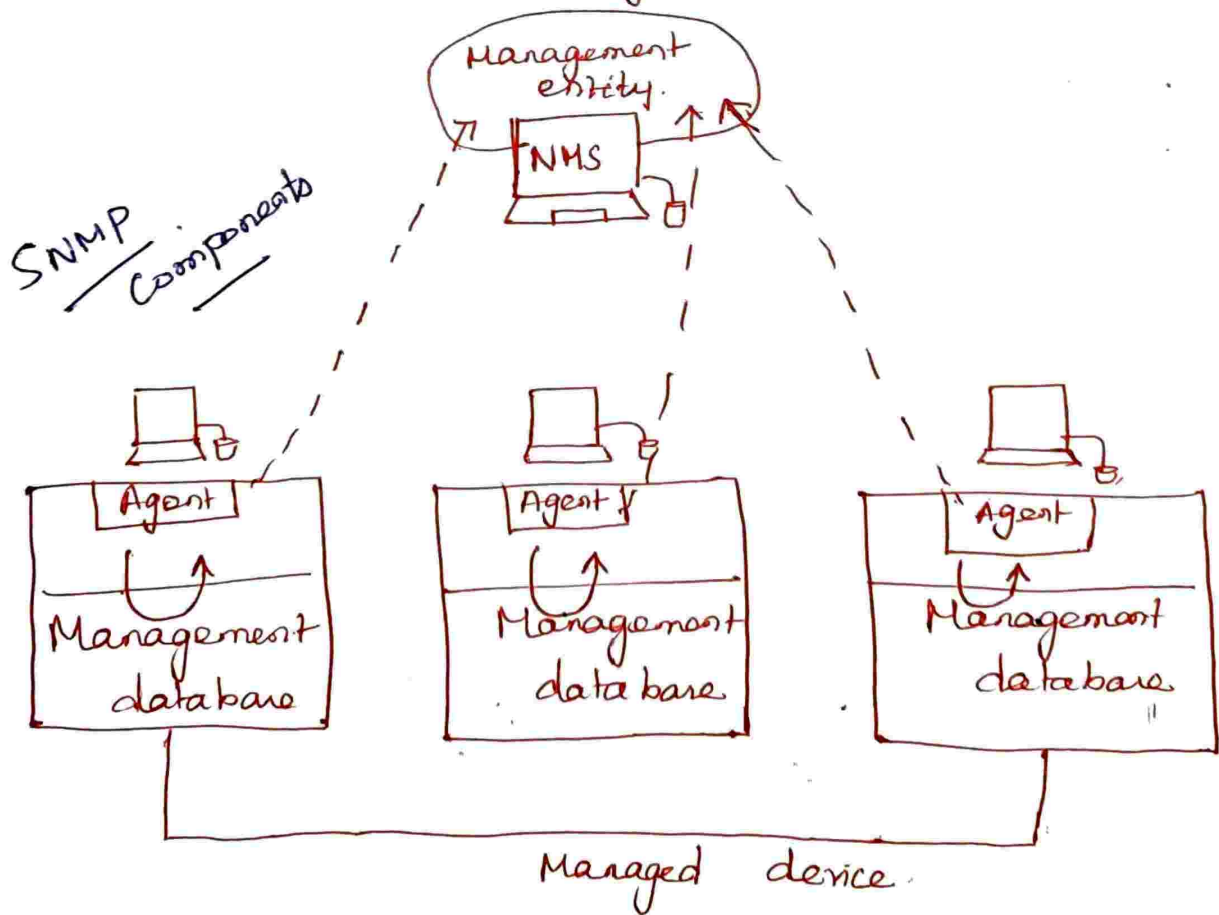 Management
entity.
NMS
SNMP
Components
Agent
Management
database
Agent
Management
database
Agent
Management
database
Managed device.